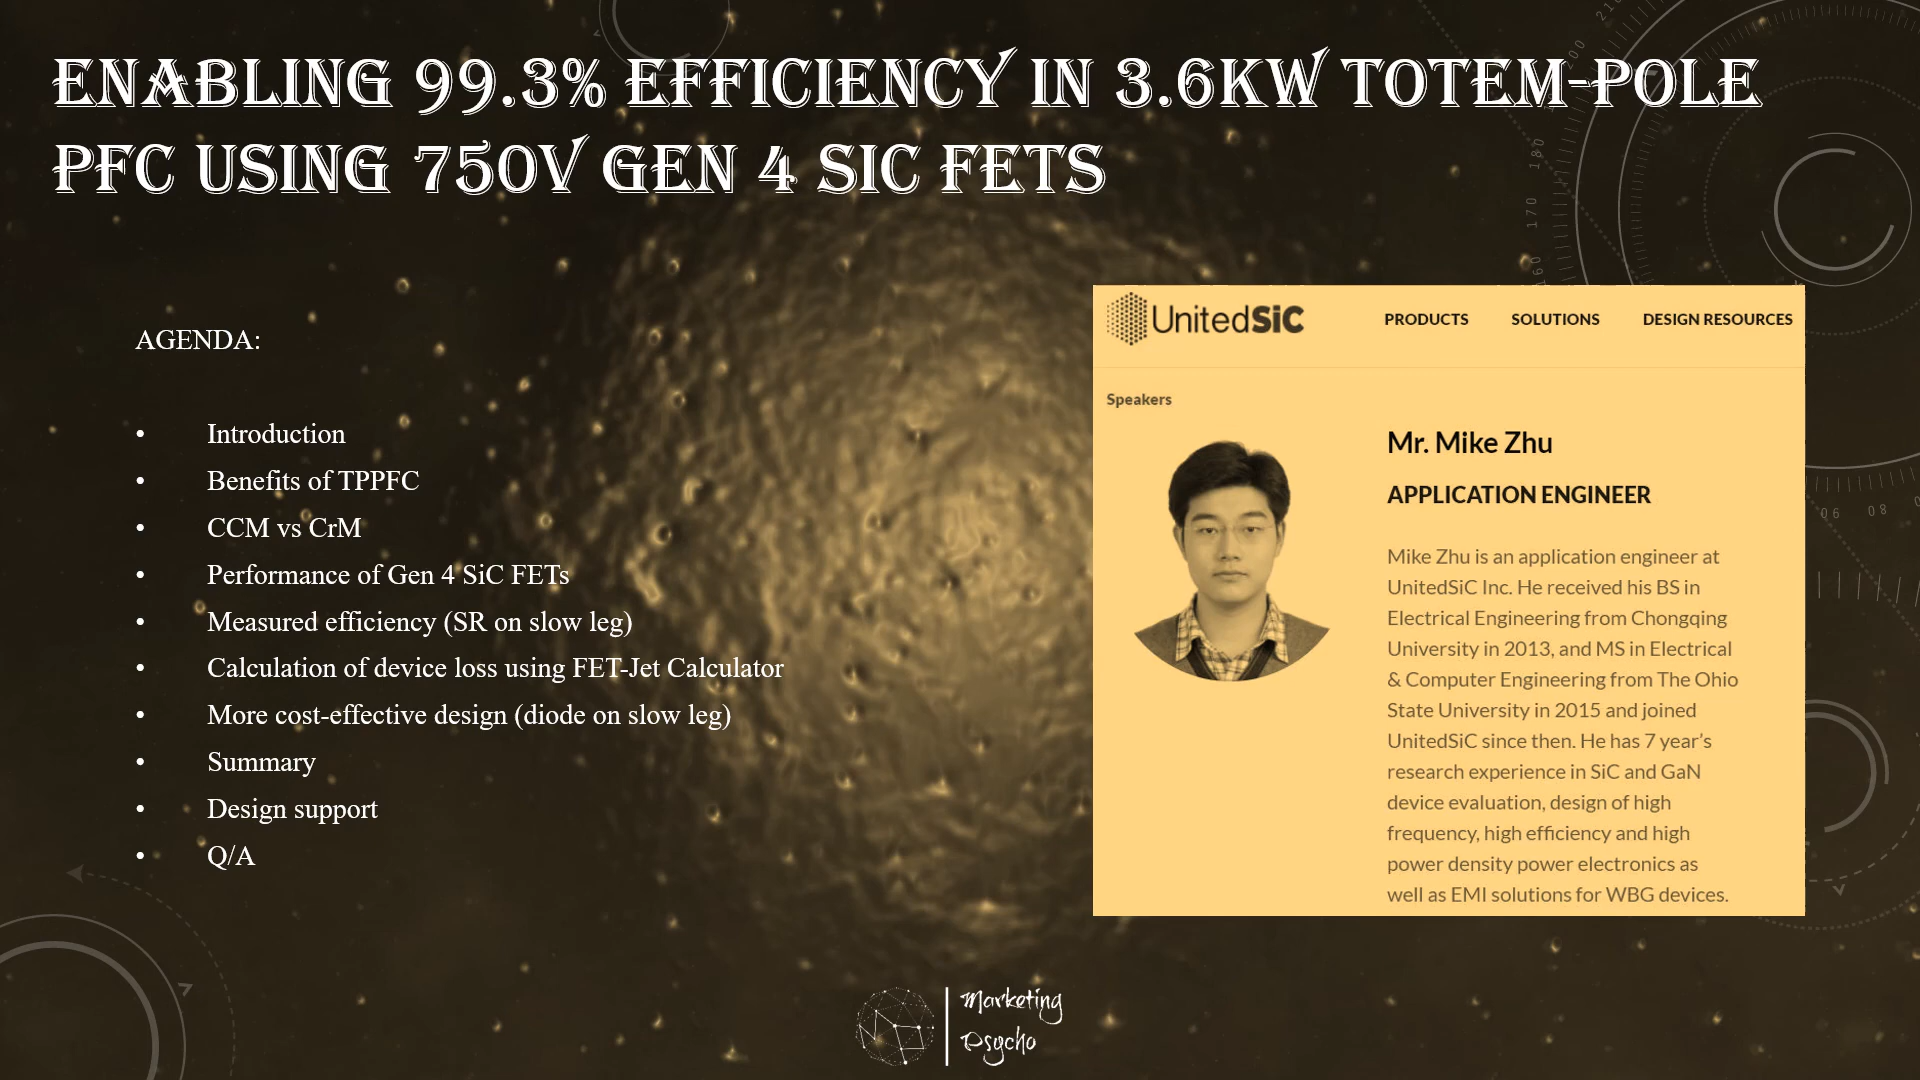 ENABLING 99.3% EFFICIENCY IN 3.6KW TOTEM-POLE
PFC USING 750V GEN 4 SIC FETS
AGENDA:
• Introduction
• Benefits of TPPFC
• CCM vs CrM
• Performance of Gen 4 SiC FETs
• Measured efficiency (SR on slow leg)
• Calculation of device loss using FET-Jet Calculator
• More cost-effective design (diode on slow leg)
• Summary
• Design support
• Q/A
UnitedSiC
PRODUCTS SOLUTIONS DESIGN RESOURCES
Speakers
Mr. Mike Zhu
APPLICATION ENGINEER
Mike Zhu is an application engineer at
UnitedSiC Inc. He received his BS in
Electrical Engineering from Chongqing
University in 2013, and MS in Electrical
& Computer Engineering from The Ohio
State University in 2015 and joined
UnitedSiC since then. He has 7 year’s
research experience in SiC and GaN
device evaluation, design of high
frequency, high efficiency and high
power density power electronics as
well as EMI solutions for WBG devices.
210
200
180
170
160
90
80
Marketing
Psycho